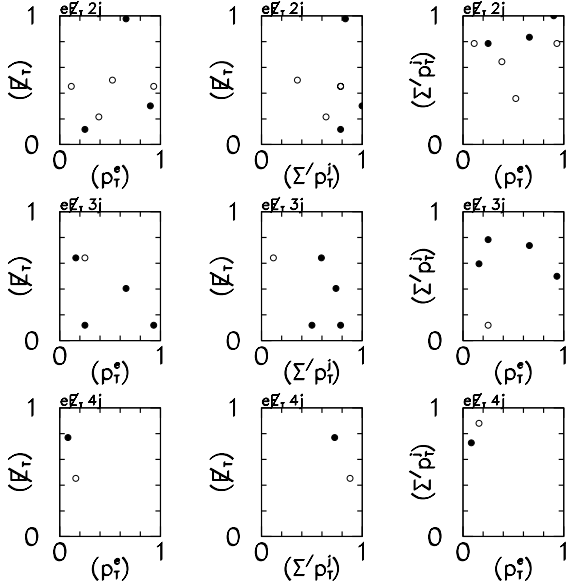 eE̸T 2j eE̸T 2j eE̸T 2j
1 1 1
(E̸T) (E̸T) (Σ′pTj)
0 0 0
0 1 0 1 0 1
(pTe) (Σ′pTj) (pTe)
eE̸T 3j eE̸T 3j eE̸T 3j
1 1 1
(E̸T) (E̸T) (Σ′pTj)
0 0 0
0 1 0 1 0 1
(pTe) (Σ′pTj) (pTe)
eE̸T 4j eE̸T 4j eE̸T 4j
1 1 1
(E̸T) (E̸T) (Σ′pTj)
0 0 0
0 1 0 1 0 1
(pTe) (Σ′pTj) (pTe)